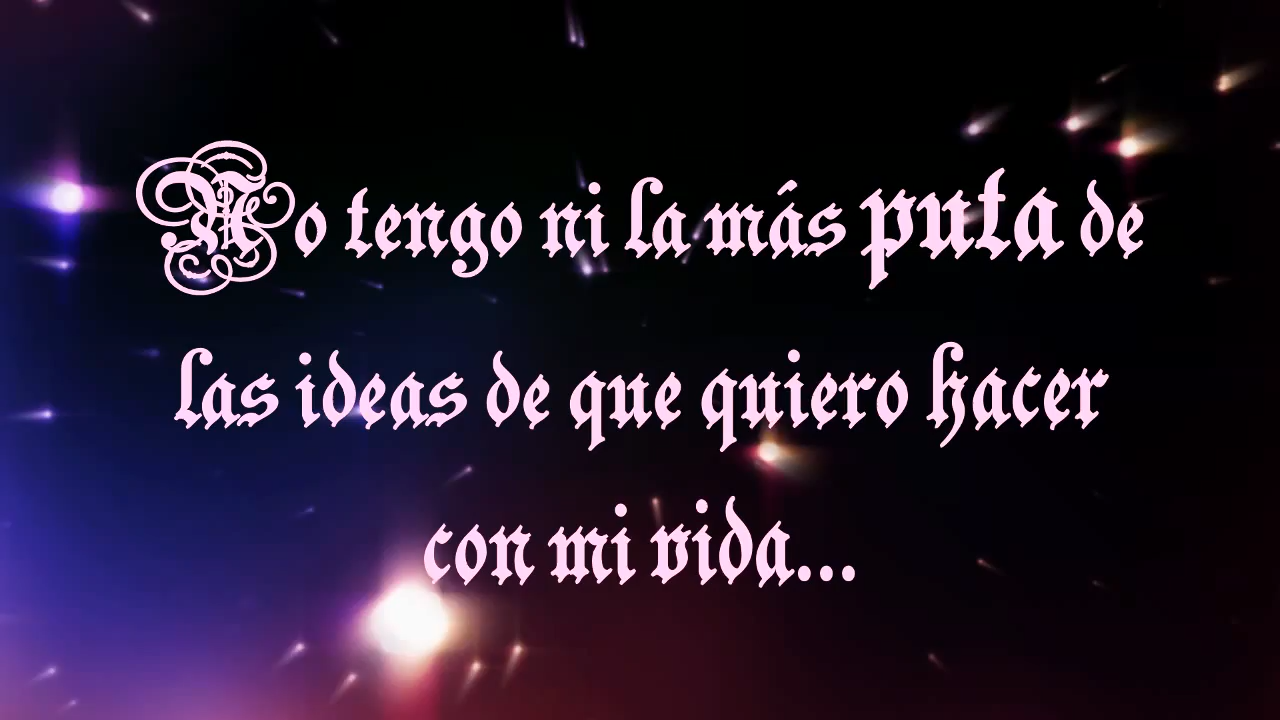 No tengo ni la más puta de
las ideas de que quiero hacer
con mi vida...